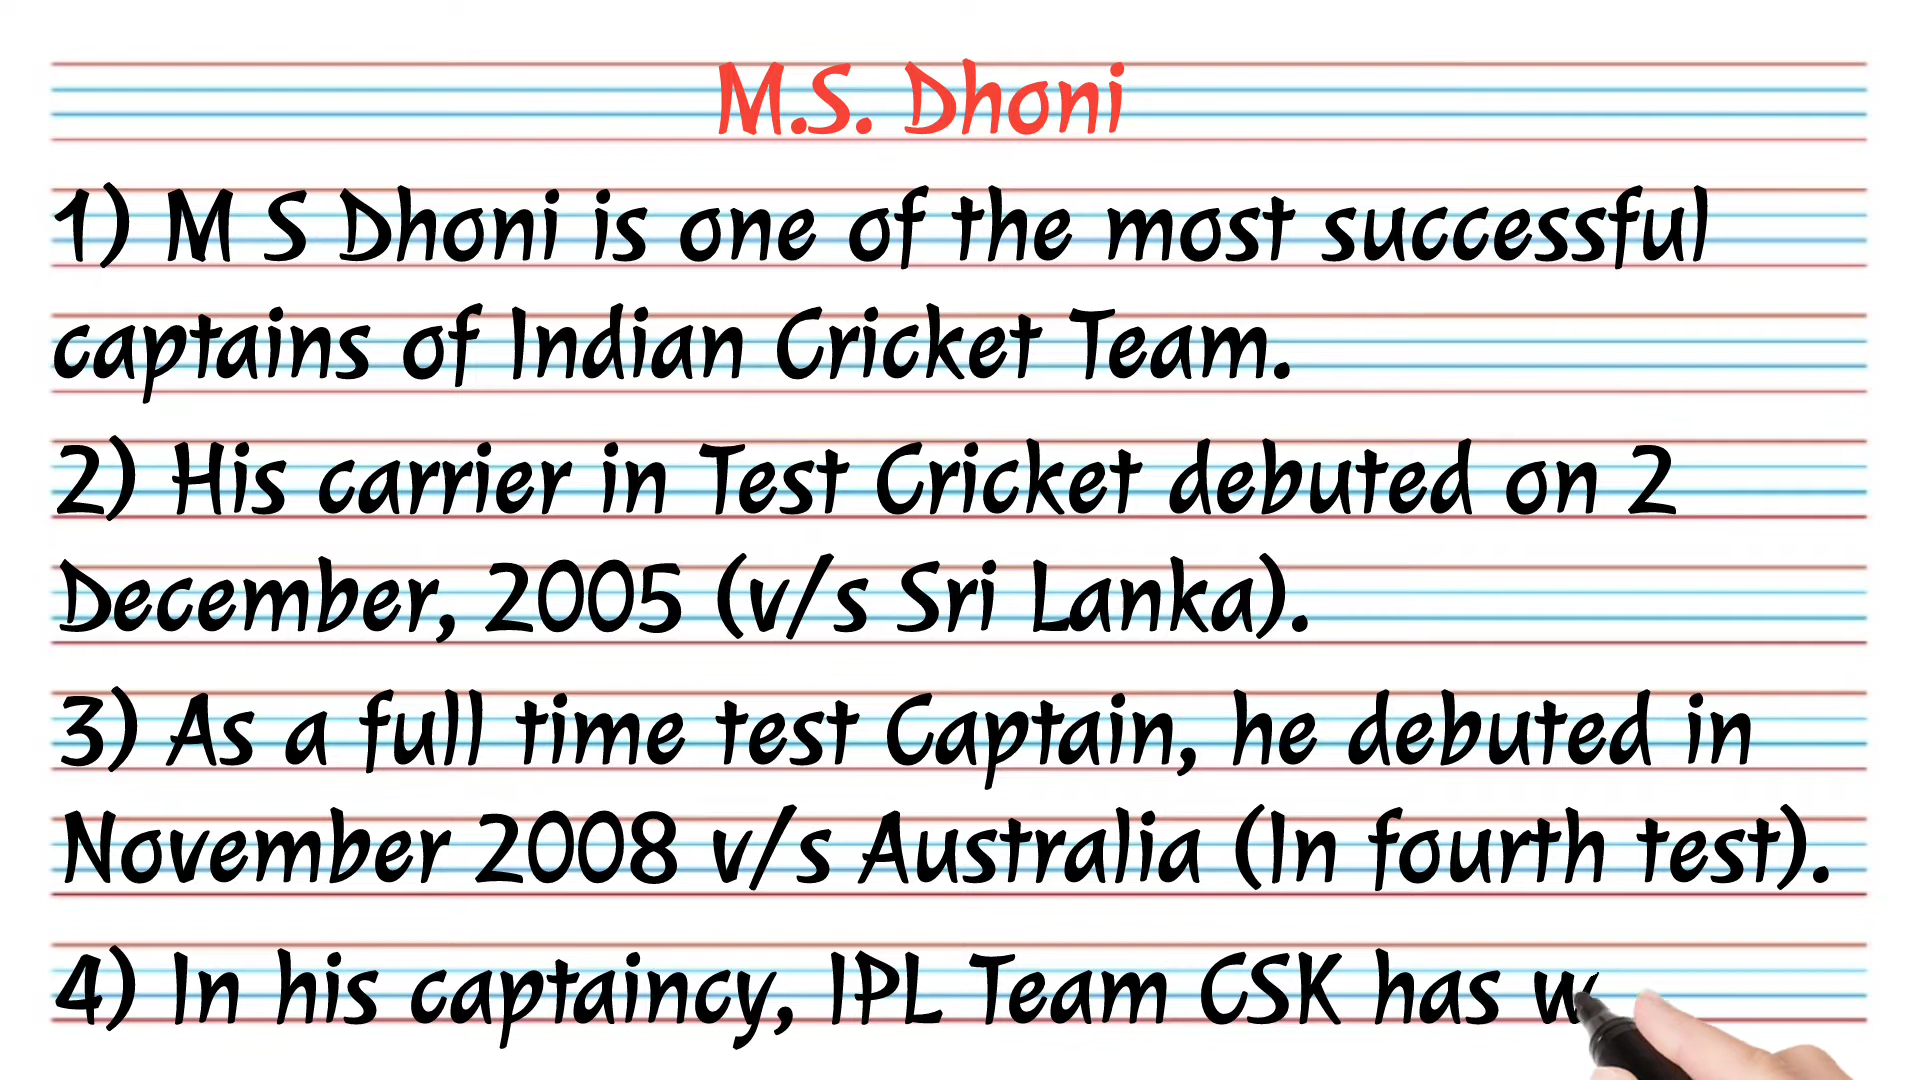 M.S. Dhoni
1) M S Dhoni is one of the most successful
captains of Indian Cricket Team.
2) His carrier in Test Cricket debuted on 2
December, 2005 (v/s Sri Lanka).
3) As a full time test Captain, he debuted in
November 2008 v/s Australia (In fourth test).
4) In his captaincy, IPL Team CSK has w